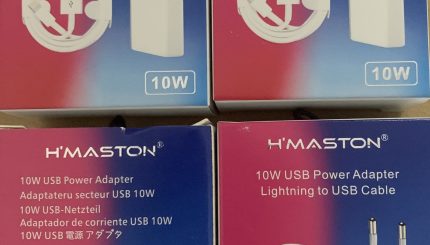 10W
10W
H'MASTON®
10W USB Power Adapter
Adaptateru secteur USB 10W
10W USB-Netzteil
Adaptador de corriente USB 10W
10W USB 電源 アダプタ
H'MASTON®
10W USB Power Adapter
Lightning to USB Cable